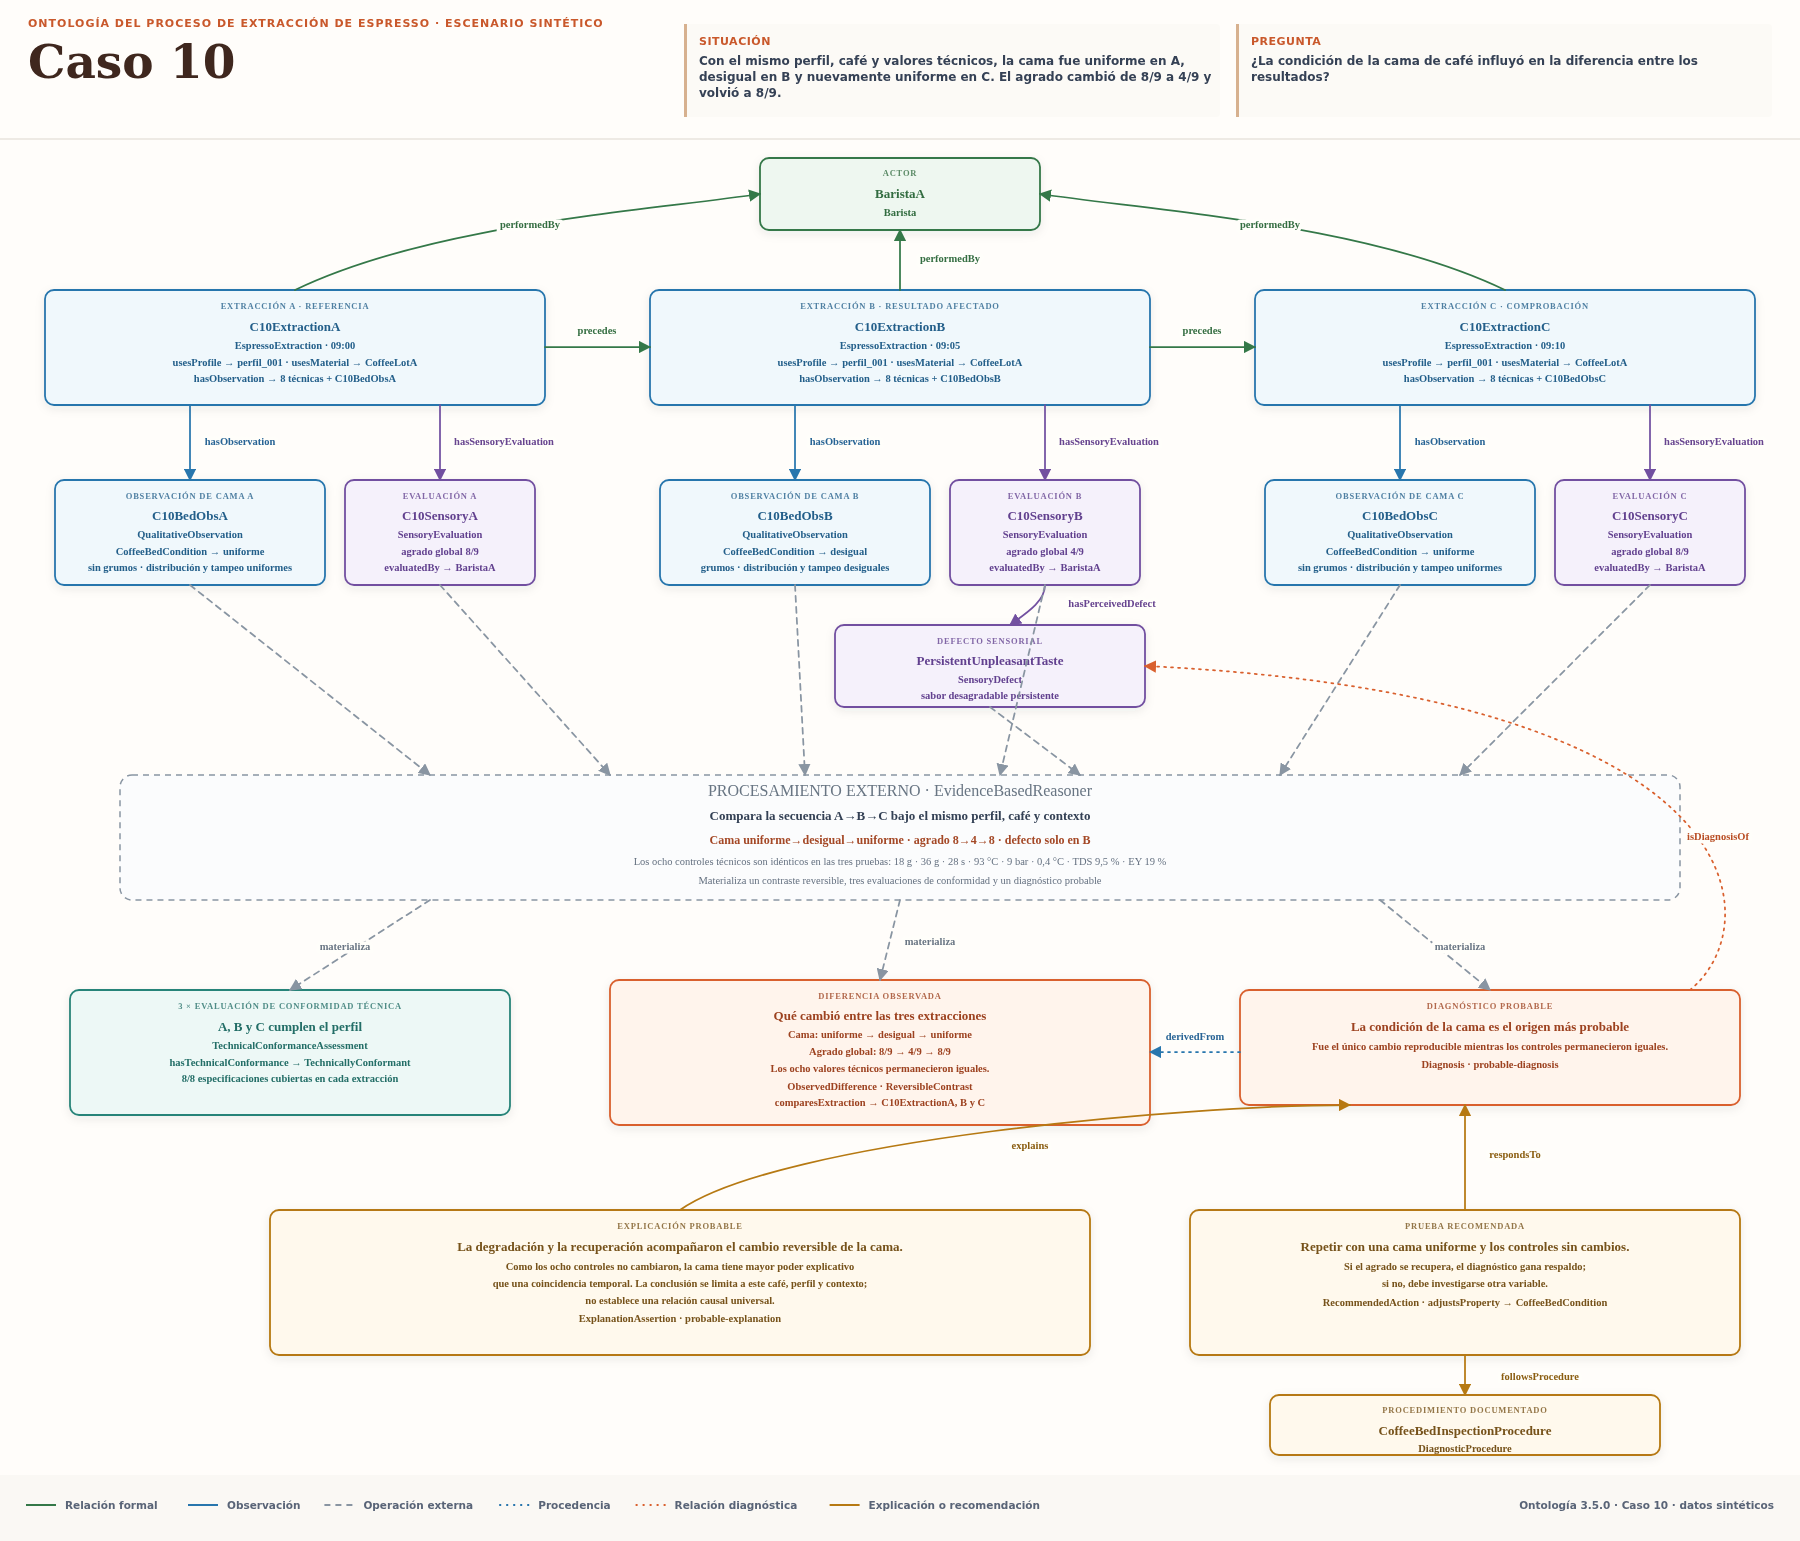 ONTOLOGÍA DEL PROCESO DE EXTRACCIÓN DE ESPRESSO · ESCENARIO SINTÉTICO
Caso 10
SITUACIÓN
Con el mismo perfil, café y valores técnicos, la cama fue uniforme en A,
desigual en B y nuevamente uniforme en C. El agrado cambió de 8/9 a 4/9 y
volvió a 8/9.
PREGUNTA
¿La condición de la cama de café influyó en la diferencia entre los
resultados?
ACTOR
BaristaA
Barista
performedBy
performedBy
performedBy
EXTRACCIÓN A · REFERENCIA
C10ExtractionA
EspressoExtraction · 09:00
usesProfile → perfil_001 · usesMaterial → CoffeeLotA
hasObservation → 8 técnicas + C10BedObsA
precedes
EXTRACCIÓN B · RESULTADO AFECTADO
C10ExtractionB
EspressoExtraction · 09:05
usesProfile → perfil_001 · usesMaterial → CoffeeLotA
hasObservation → 8 técnicas + C10BedObsB
precedes
EXTRACCIÓN C · COMPROBACIÓN
C10ExtractionC
EspressoExtraction · 09:10
usesProfile → perfil_001 · usesMaterial → CoffeeLotA
hasObservation → 8 técnicas + C10BedObsC
hasObservation
hasSensoryEvaluation
hasObservation
hasSensoryEvaluation
hasObservation
hasSensoryEvaluation
OBSERVACIÓN DE CAMA A
C10BedObsA
QualitativeObservation
CoffeeBedCondition → uniforme
sin grumos · distribución y tampeo uniformes
EVALUACIÓN A
C10SensoryA
SensoryEvaluation
agrado global 8/9
evaluatedBy → BaristaA
OBSERVACIÓN DE CAMA B
C10BedObsB
QualitativeObservation
CoffeeBedCondition → desigual
grumos · distribución y tampeo desiguales
EVALUACIÓN B
C10SensoryB
SensoryEvaluation
agrado global 4/9
evaluatedBy → BaristaA
OBSERVACIÓN DE CAMA C
C10BedObsC
QualitativeObservation
CoffeeBedCondition → uniforme
sin grumos · distribución y tampeo uniformes
EVALUACIÓN C
C10SensoryC
SensoryEvaluation
agrado global 8/9
evaluatedBy → BaristaA
hasPerceivedDefect
DEFECTO SENSORIAL
PersistentUnpleasantTaste
SensoryDefect
sabor desagradable persistente
PROCESAMIENTO EXTERNO · EvidenceBasedReasoner
Compara la secuencia A→B→C bajo el mismo perfil, café y contexto
Cama uniforme→desigual→uniforme · agrado 8→4→8 · defecto solo en B
Los ocho controles técnicos son idénticos en las tres pruebas: 18 g · 36 g · 28 s · 93 °C · 9 bar · 0,4 °C · TDS 9,5 % · EY 19 %
Materializa un contraste reversible, tres evaluaciones de conformidad y un diagnóstico probable
isDiagnosisOf
materializa
materializa
materializa
3 × EVALUACIÓN DE CONFORMIDAD TÉCNICA
A, B y C cumplen el perfil
TechnicalConformanceAssessment
hasTechnicalConformance → TechnicallyConformant
8/8 especificaciones cubiertas en cada extracción
DIFERENCIA OBSERVADA
Qué cambió entre las tres extracciones
Cama: uniforme → desigual → uniforme
Agrado global: 8/9 → 4/9 → 8/9
Los ocho valores técnicos permanecieron iguales.
ObservedDifference · ReversibleContrast
comparesExtraction → C10ExtractionA, B y C
derivedFrom
DIAGNÓSTICO PROBABLE
La condición de la cama es el origen más probable
Fue el único cambio reproducible mientras los controles permanecieron iguales.
Diagnosis · probable-diagnosis
explains
respondsTo
EXPLICACIÓN PROBABLE
La degradación y la recuperación acompañaron el cambio reversible de la cama.
Como los ocho controles no cambiaron, la cama tiene mayor poder explicativo
que una coincidencia temporal. La conclusión se limita a este café, perfil y contexto;
no establece una relación causal universal.
ExplanationAssertion · probable-explanation
PRUEBA RECOMENDADA
Repetir con una cama uniforme y los controles sin cambios.
Si el agrado se recupera, el diagnóstico gana respaldo;
si no, debe investigarse otra variable.
RecommendedAction · adjustsProperty → CoffeeBedCondition
followsProcedure
PROCEDIMIENTO DOCUMENTADO
CoffeeBedInspectionProcedure
DiagnosticProcedure
Relación formal
Observación
Operación externa
Procedencia
Relación diagnóstica
Explicación o recomendación
Ontología 3.5.0 · Caso 10 · datos sintéticos